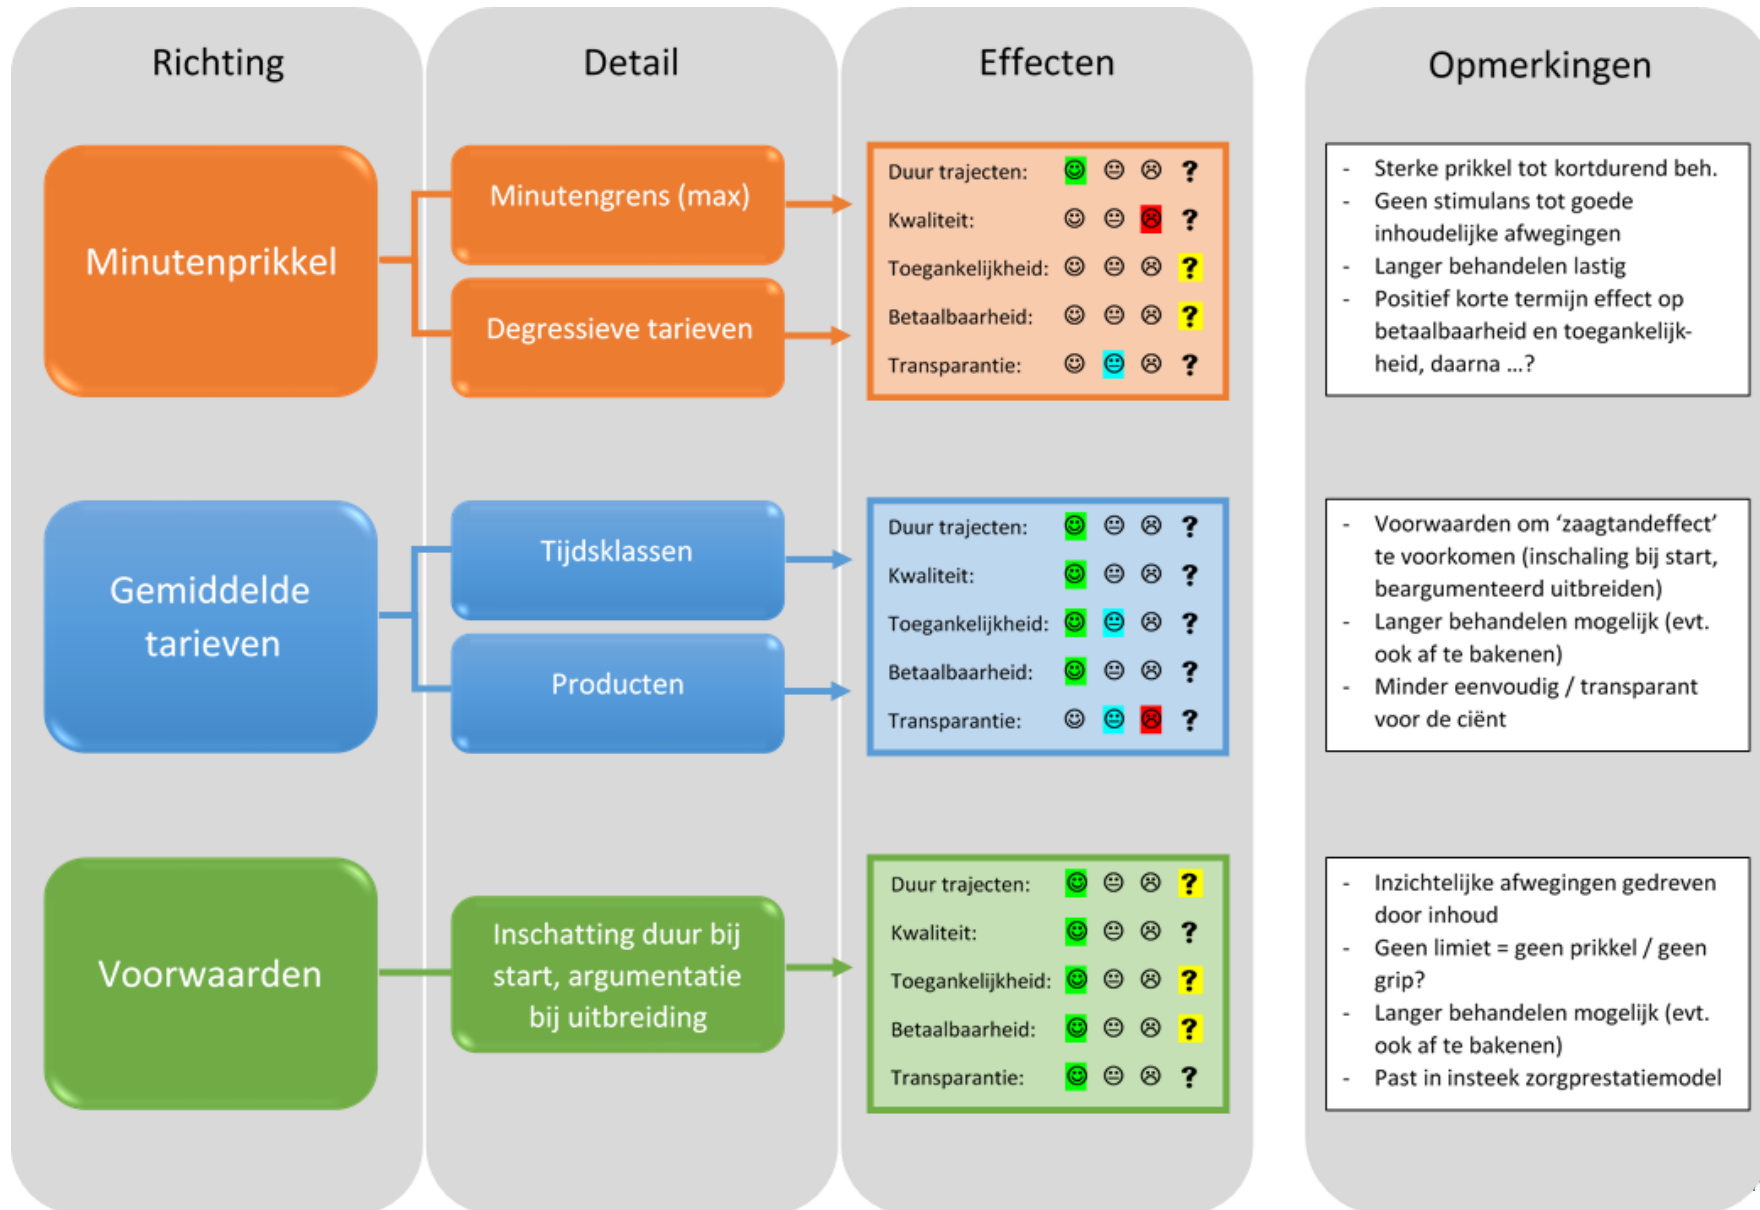 Richting
Detail
Effecten
Opmerkingen
Minutenprikkel
Minutengrens (max)
Degressieve tarieven
Duur trajecten: ☺ 😐 ☹ ?
Kwaliteit: ☺ 😐 ☹ ?
Toegankelijkheid: ☺ 😐 ☹ ?
Betaalbaarheid: ☺ 😐 ☹ ?
Transparantie: ☺ 😐 ☹ ?
- Sterke prikkel tot kortdurend beh.
- Geen stimulans tot goede
inhoudelijke afwegingen
- Langer behandelen lastig
- Positief korte termijn effect op
betaalbaarheid en toegankelijk-
heid, daarna ...?
Gemiddelde
tarieven
Tijdsklassen
Producten
Duur trajecten: ☺ 😐 ☹ ?
Kwaliteit: ☺ 😐 ☹ ?
Toegankelijkheid: ☺ 😐 ☹ ?
Betaalbaarheid: ☺ 😐 ☹ ?
Transparantie: ☺ 😐 ☹ ?
- Voorwaarden om ‘zaagtandeffect’
te voorkomen (inschaling bij start,
beargumenteerd uitbreiden)
- Langer behandelen mogelijk (evt.
ook af te bakenen)
- Minder eenvoudig / transparant
voor de ciënt
Voorwaarden
Inschatting duur bij
start, argumentatie
bij uitbreiding
Duur trajecten: ☺ 😐 ☹ ?
Kwaliteit: ☺ 😐 ☹ ?
Toegankelijkheid: ☺ 😐 ☹ ?
Betaalbaarheid: ☺ 😐 ☹ ?
Transparantie: ☺ 😐 ☹ ?
- Inzichtelijke afwegingen gedreven
door inhoud
- Geen limiet = geen prikkel / geen
grip?
- Langer behandelen mogelijk (evt.
ook af te bakenen)
- Past in insteek zorgprestatiemodel